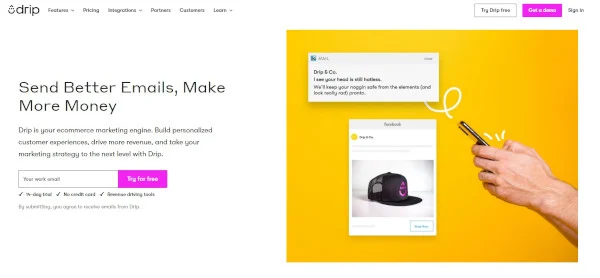 drip
Features
Pricing
Integrations
Partners
Customers
Learn
Try Drip free
Get a demo
Sign in
Send Better Emails, Make
More Money
Drip is your ecommerce marketing engine. Build personalized
customer experiences, drive more revenue, and take your
marketing strategy to the next level with Drip.
Your work email
Try for free
14-day trial
No credit card
Revenue driving tools
By submitting, you agree to receive emails from Drip
Drip & Co.
I see your head is still hatless.
We'll keep your noggin safe from the elements (and
look really rad) pronto.
facebook
Drip & Co.
Shop Now